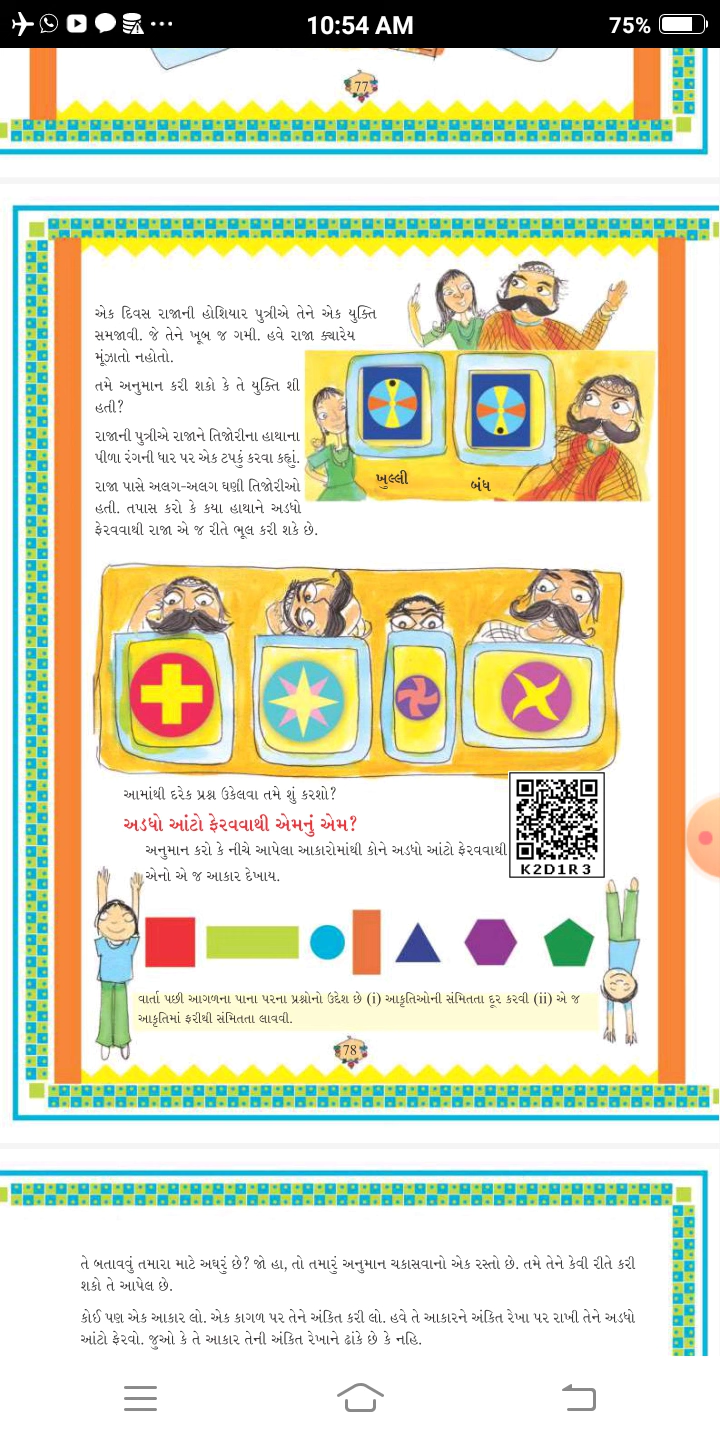 10:54 AM
75%
77
એક દિવસ રાજાની હોશિયાર પુત્રીએ તેને એક યુક્તિ
સમજાવી. જે તેને ખૂબ જ ગમી. હવે રાજા ક્યારેય
મૂંઝાતો નહોતો.
તમે અનુમાન કરી શકો કે તે યુક્તિ શી
હતી?
રાજાની પુત્રીએ રાજાને તિજોરીના હાથાના
પીળા રંગની ધાર પર એક ટપકું કરવા કહ્યું.
રાજા પાસે અલગ-અલગ ઘણી તિજોરીઓ
હતી. તપાસ કરો કે કયા હાથાને અડધો
ફેરવવાથી રાજા એ જ રીતે ભૂલ કરી શકે છે.
ખુલ્લી
બંધ
આમાંથી દરેક પ્રશ્ન ઉકેલવા તમે શું કરશો?
અડધો આંટો ફેરવવાથી એમનું એમ?
અનુમાન કરો કે નીચે આપેલા આકારોમાંથી કોને અડધો આંટો ફેરવવાથી
એનો એ જ આકાર દેખાય.
K2D1R3
વાર્તા પછી આગળના પાના પરના પ્રશ્નોનો ઉદ્દેશ છે (i) આકૃતિઓની સંમિતતા દૂર કરવી (ii) એ જ
આકૃતિમાં ફરીથી સંમિતતા લાવવી.
78
તે બતાવવું તમારા માટે અઘરું છે? જો હા, તો તમારું અનુમાન ચકાસવાનો એક રસ્તો છે. તમે તેને કેવી રીતે કરી
શકો તે આપેલ છે.
કોઈ પણ એક આકાર લો. એક કાગળ પર તેને અંકિત કરી લો. હવે તે આકારને અંકિત રેખા પર રાખી તેને અડધો
આંટો ફેરવો. જુઓ કે તે આકાર તેની અંકિત રેખાને ઢાંકે છે કે નહિ.